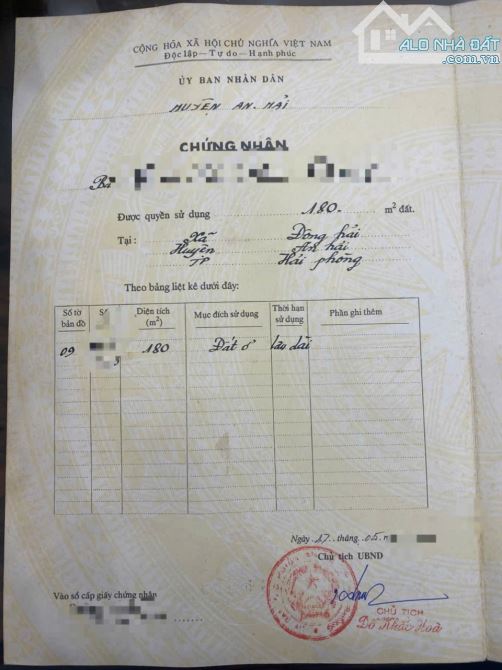 ALO NHÀ ĐẤT
.com.vn
CỘNG HÒA XÃ HỘI CHỦ NGHĨA VIỆT NAM
Độc lập—Tự do—Hạnh phúc
ỦY BAN NHÂN DÂN
HUYỆN AN HẢI
CHỨNG NHẬN
Bà
Được quyền sử dụng 180 m² đất.
Tại: Xã Đông hải
Huyện An hải
TP Hải phòng
Theo bảng liệt kê dưới đây:
Số tờ bản đồ Diện tích (m²) Mục đích sử dụng Thời hạn sử dụng Phần ghi thêm
09 180 Đất ở lâu dài
Ngày 17 tháng 05
Chủ tịch UBND
Vào sổ cấp giấy chứng nhận
CHỦ TỊCH
Đỗ Khắc Hoà